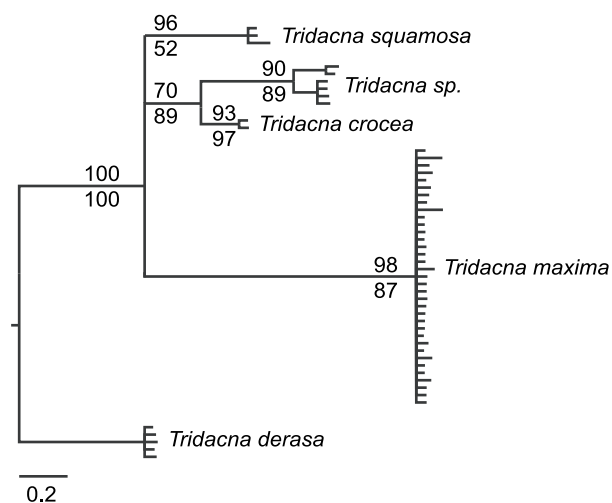 96
52
Tridacna squamosa
90
89
Tridacna sp.
70
89
93
97
Tridacna crocea
100
100
98
87
Tridacna maxima
Tridacna derasa
0.2